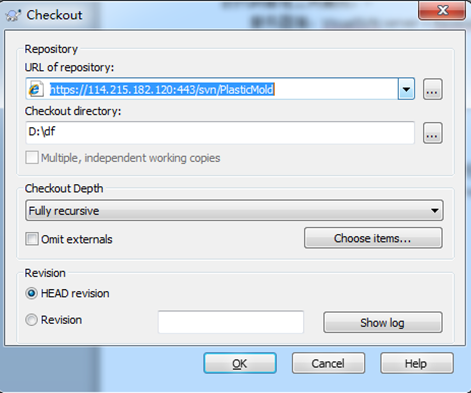 Checkout
Repository
URL of repository:
https://114.215.182.120:443/svn/PlasticMold
...
Checkout directory:
D:\df
...
Multiple, independent working copies
Checkout Depth
Fully recursive
Omit externals
Choose items...
Revision
HEAD revision
Revision
Show log
OK
Cancel
Help